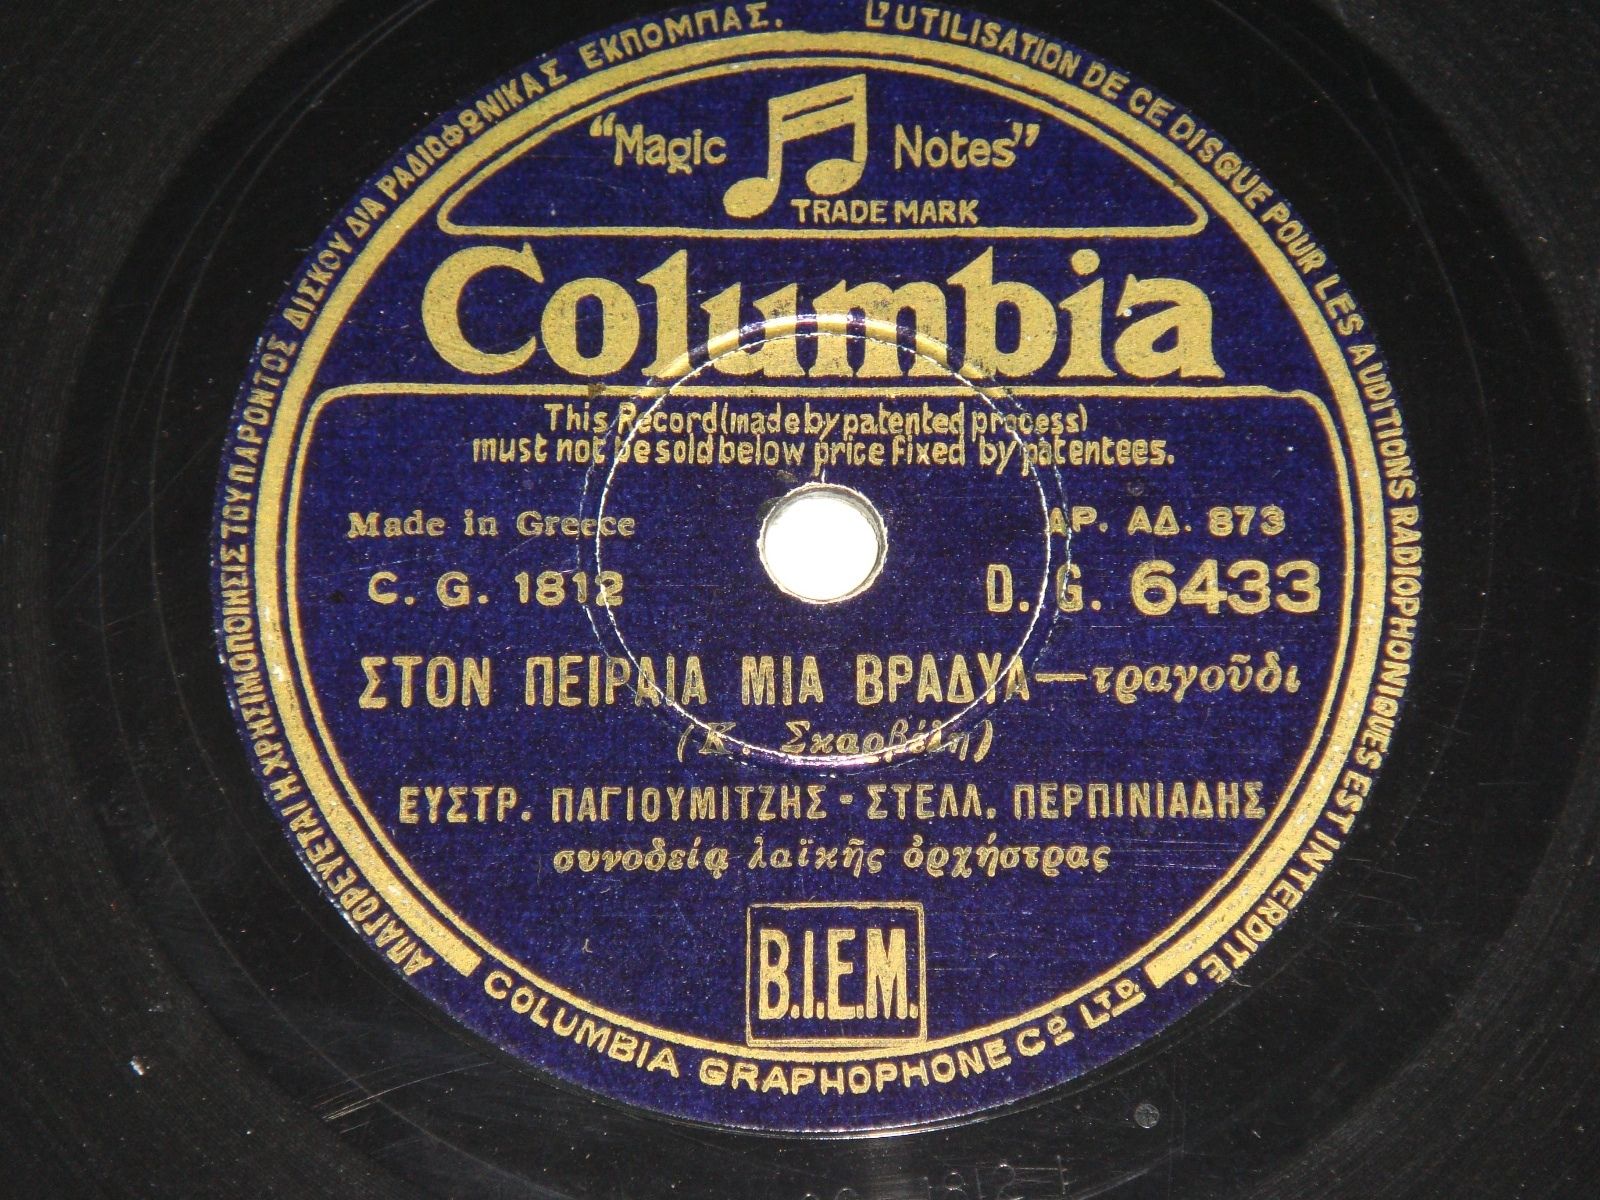 ΑΠΑΓΟΡΕΥΕΤΑΙ Η ΧΡΗΣΙΜΟΠΟΙΗΣΙΣ ΤΟΥ ΠΑΡΟΝΤΟΣ ΔΙΣΚΟΥ ΔΙΑ ΡΑΔΙΟΦΩΝΙΚΑΣ ΕΚΠΟΜΠΑΣ.
L'UTILISATION DE CE DISQUE POUR LES AUDITIONS RADIOPHONIQUES EST INTERDITE.
"Magic Notes"
TRADE MARK
Columbia
This Record (made by patented process)
must not be sold below price fixed by patentees.
Made in Greece ΑΡ. ΑΔ. 873
C. G. 1812 D. G. 6433
ΣΤΟΝ ΠΕΙΡΑΙΑ ΜΙΑ ΒΡΑΔΥΑ—τραγοῦδι
(Κ. Σκαρβέλη)
ΕΥΣΤΡ. ΠΑΓΙΟΥΜΙΤΖΗΣ - ΣΤΕΛΛ. ΠΕΡΠΙΝΙΑΔΗΣ
συνοδείᾳ λαϊκῆς ὀρχήστρας
B.I.E.M.
COLUMBIA GRAPHOPHONE Co LTD.